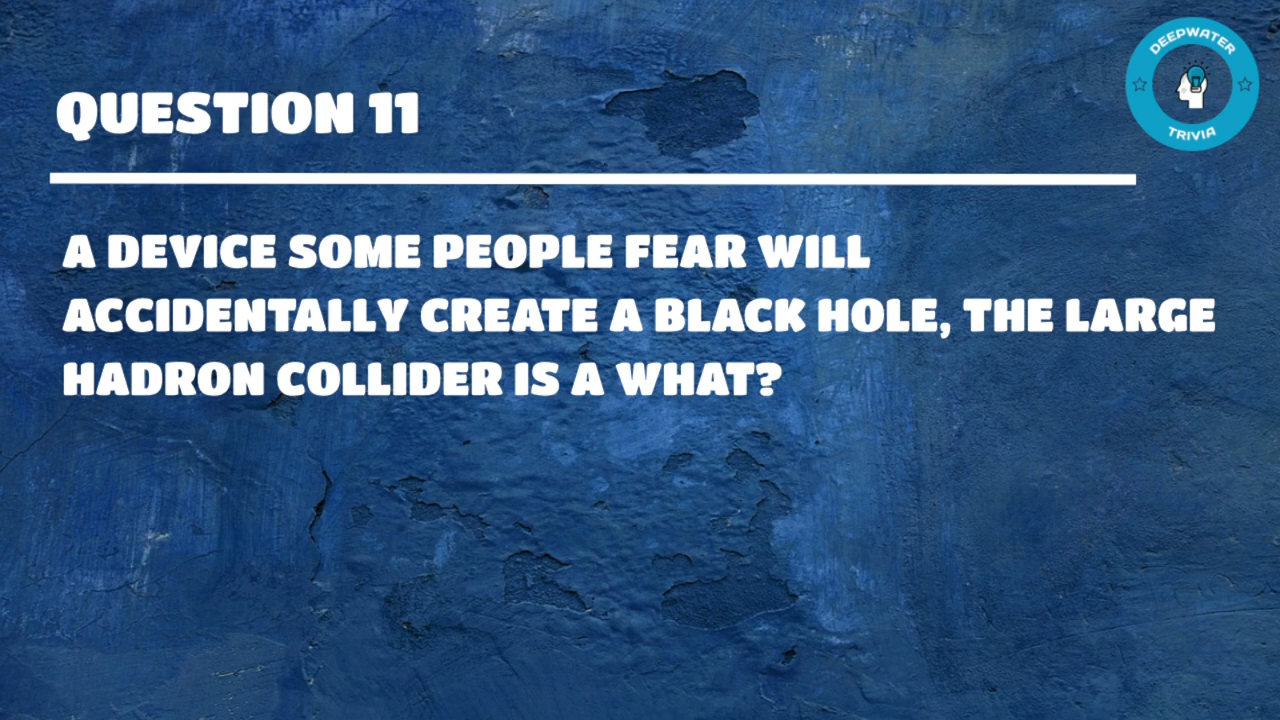 DEEPWATER
TRIVIA
QUESTION 11
A DEVICE SOME PEOPLE FEAR WILL
ACCIDENTALLY CREATE A BLACK HOLE, THE LARGE
HADRON COLLIDER IS A WHAT?